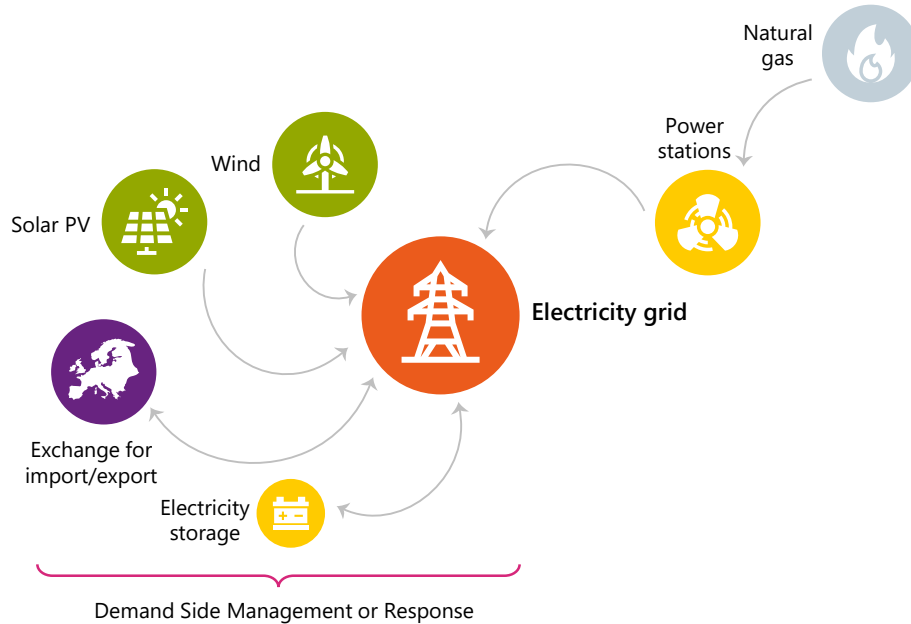 Natural
gas
Power
stations
Wind
Solar PV
Electricity grid
Exchange for
import/export
Electricity
storage
Demand Side Management or Response